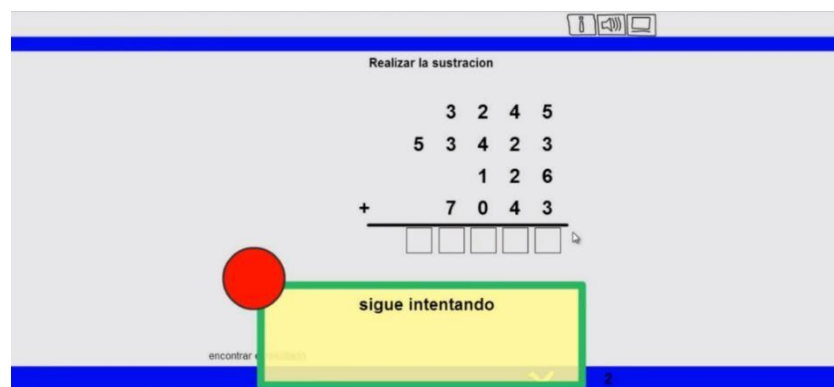 Realizar la sustracion
3 2 4 5
5 3 4 2 3
1 2 6
+ 7 0 4 3
sigue intentando
encontrar
2